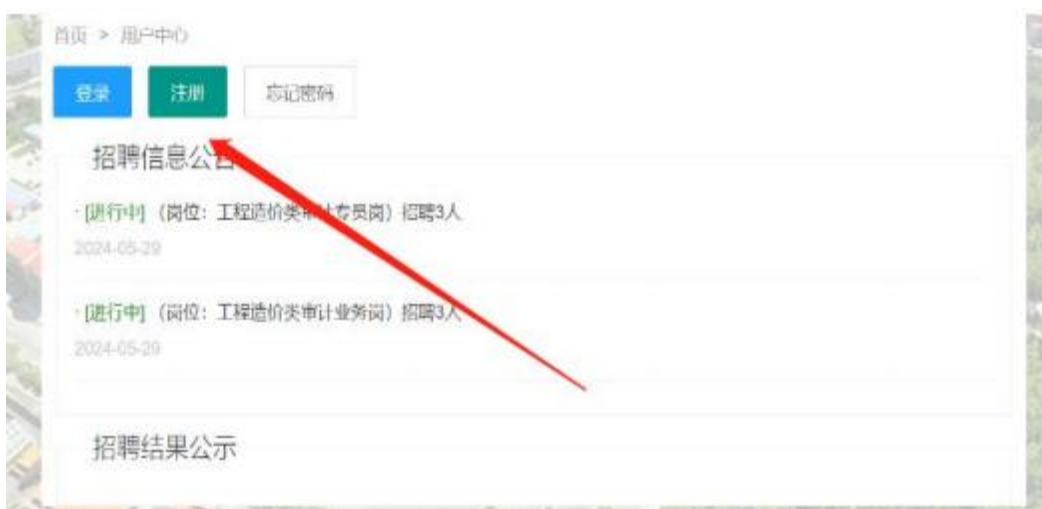 首页 > 用户中心
登录 注册 忘记密码
招聘信息公告
· [进行中] （岗位：工程造价类审计专员岗）招聘3人
2024-05-29
· [进行中] （岗位：工程造价类审计业务岗）招聘3人
2024-05-29
招聘结果公示